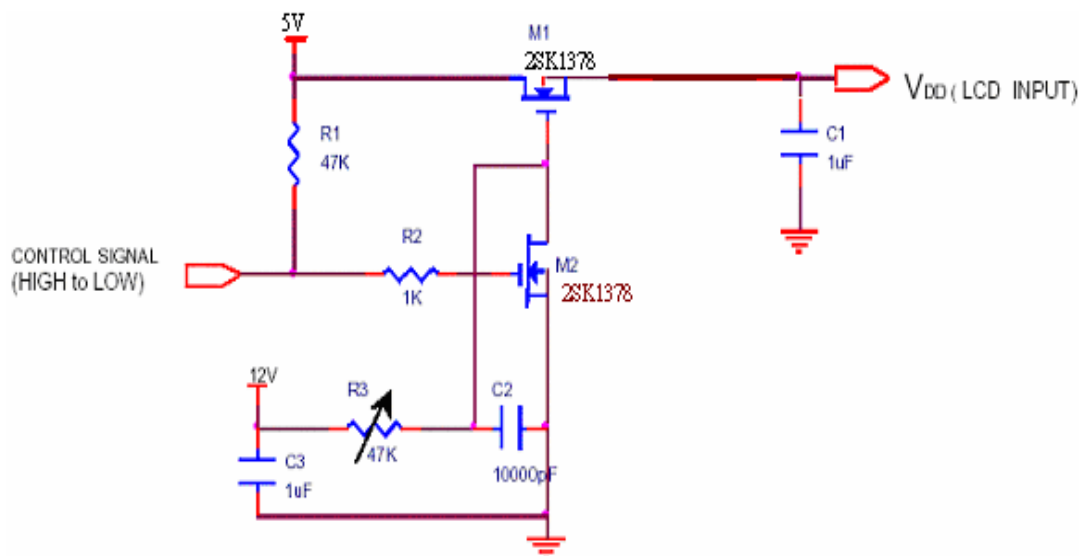 5V
M1
2SK1378
VDD ( LCD INPUT)
R1
47K
C1
1uF
CONTROL SIGNAL
(HIGH to LOW)
R2
1K
M2
2SK1378
12V
R3
47K
C2
10000pF
C3
1uF